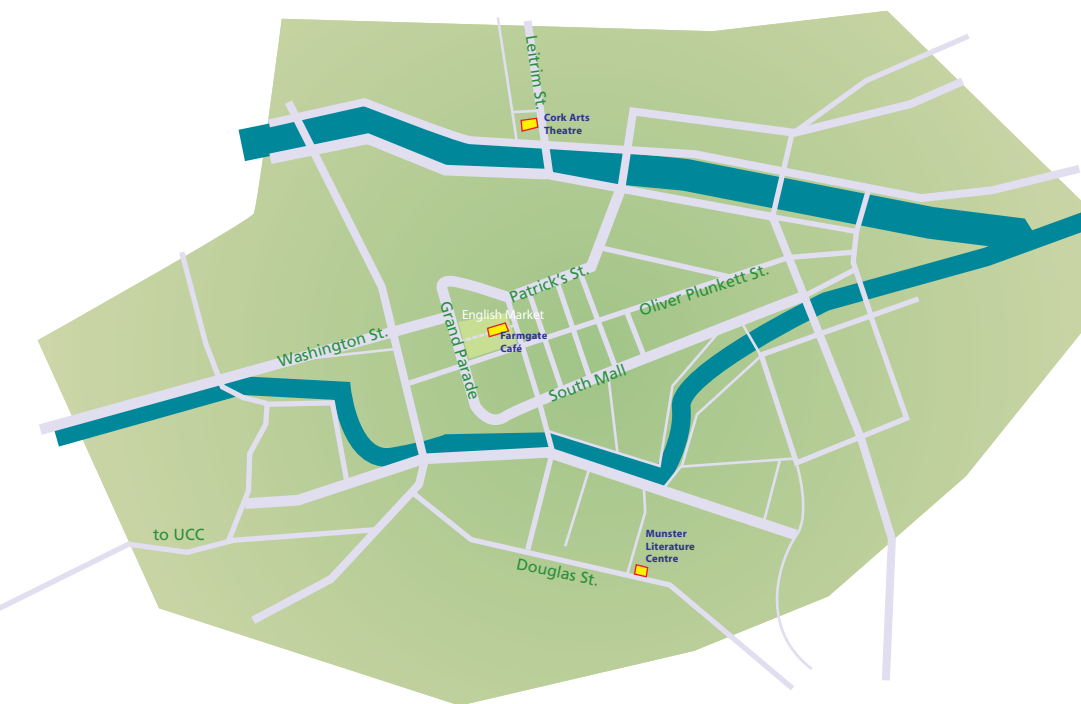 Leitrim St.
Cork Arts
Theatre
Patrick's St.
Oliver Plunkett St.
English Market
Grand Parade
Farmgate
Café
Washington St.
South Mall
to UCC
Munster
Literature
Centre
Douglas St.